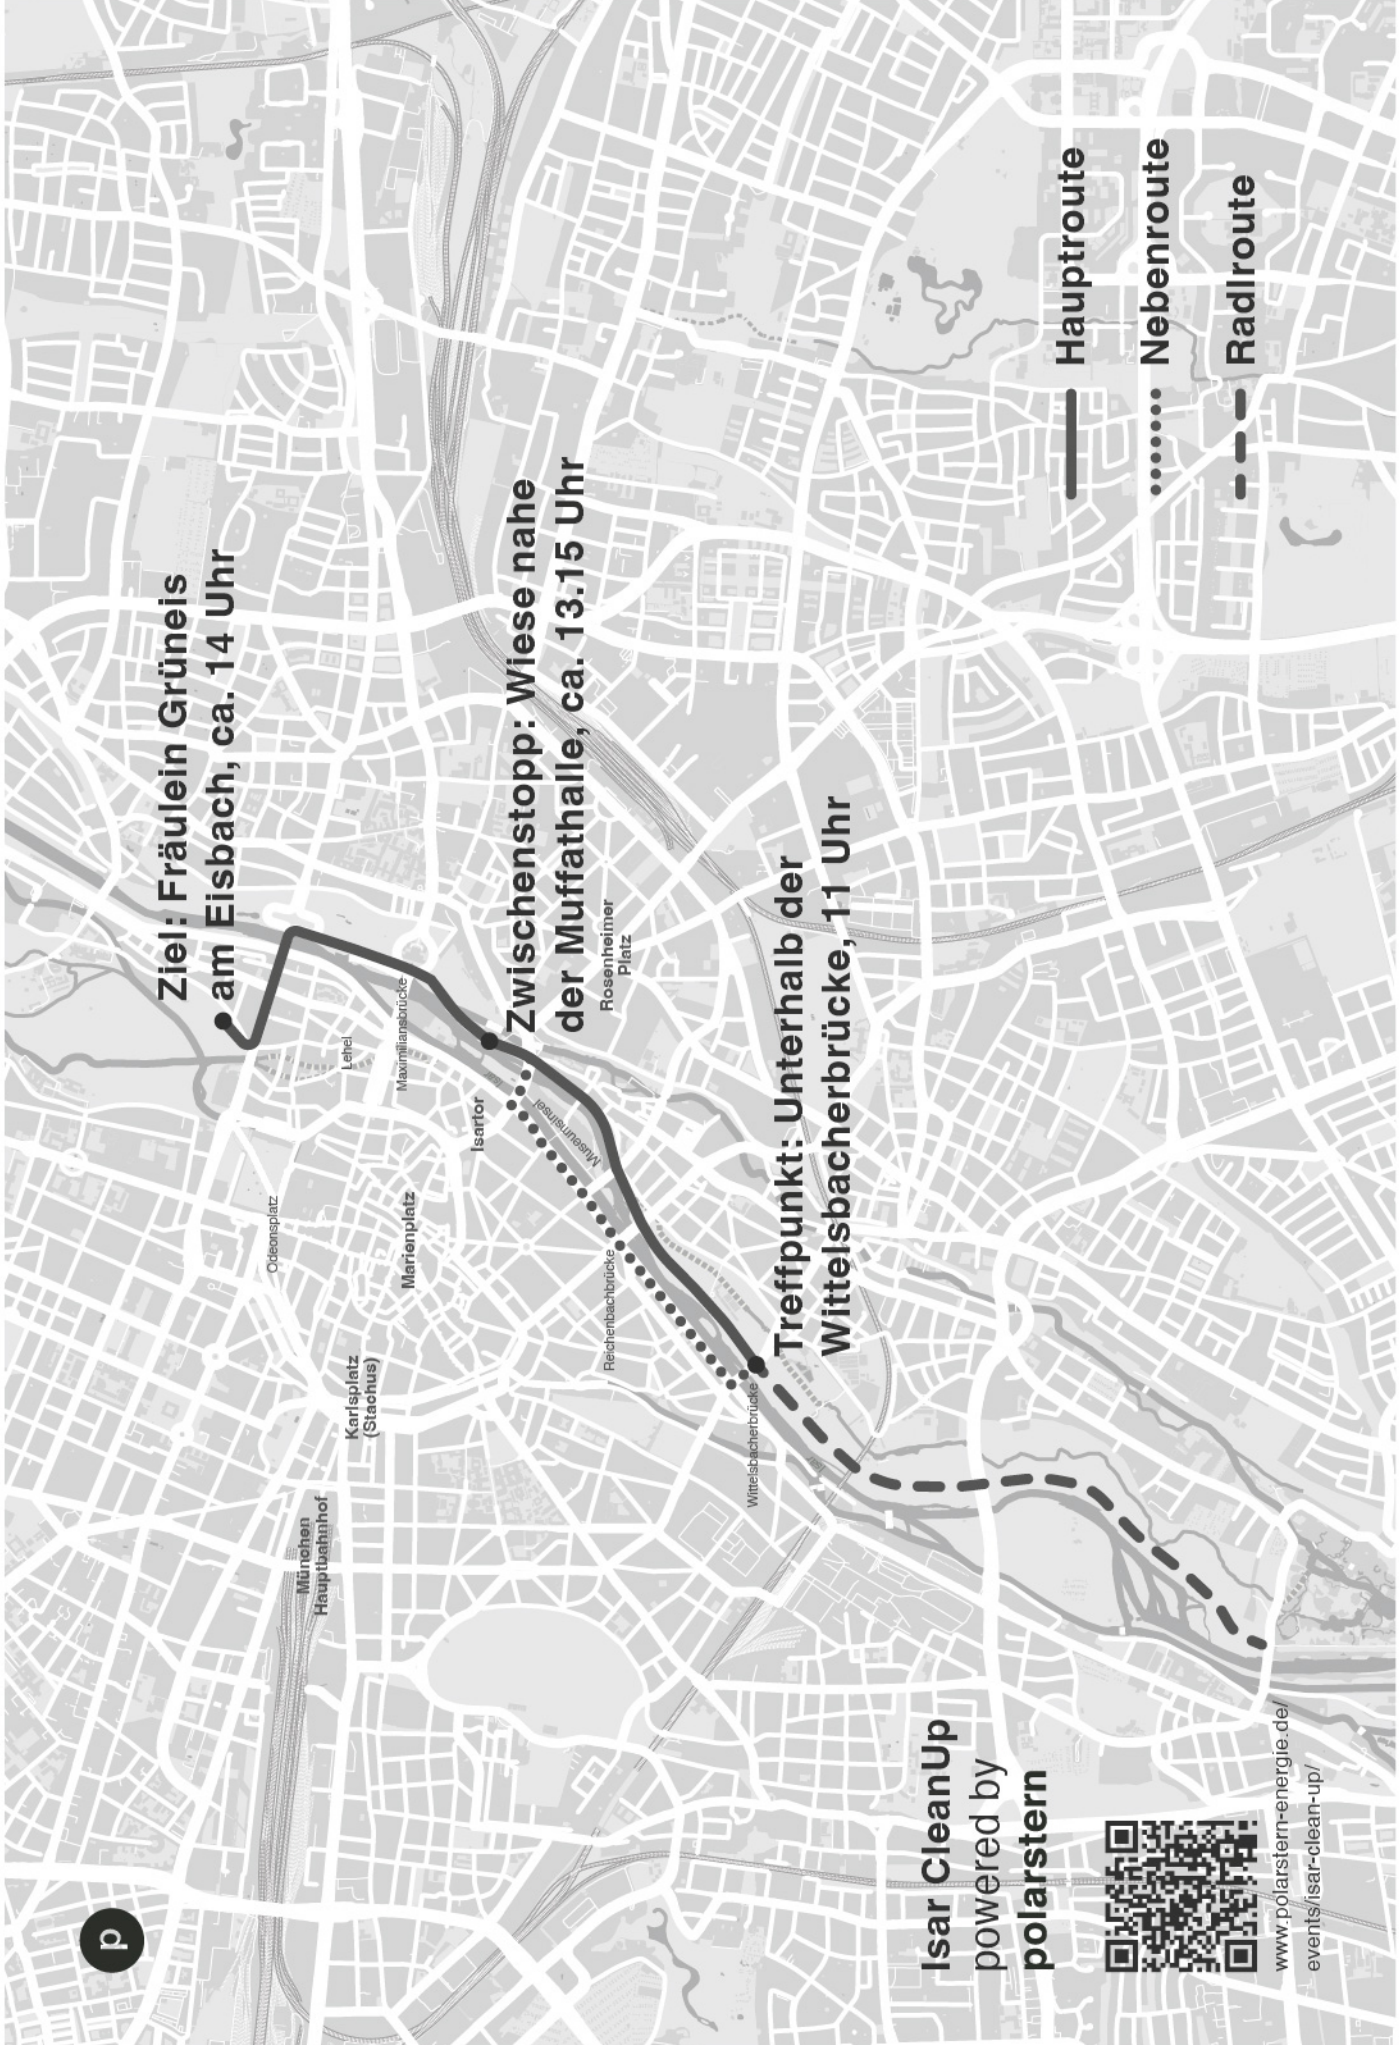 p
Ziel: Fräulein Grüneis
am Eisbach, ca. 14 Uhr
Zwischenstopp: Wiese nahe
der Muffathalle, ca. 13.15 Uhr
Treffpunkt: Unterhalb der
Wittelsbacherbrücke, 11 Uhr
München
Hauptbahnhof
Karlsplatz
(Stachus)
Odeonsplatz
Marienplatz
Lehel
Maximiliansbrücke
Isartor
Museumsinsel
Rosenheimer
Platz
Reichenbachbrücke
Wittelsbacherbrücke
Isar CleanUp
powered by
polarstern
www.polarstern-energie.de/
events/isar-clean-up/
Hauptroute
Nebenroute
Radlroute